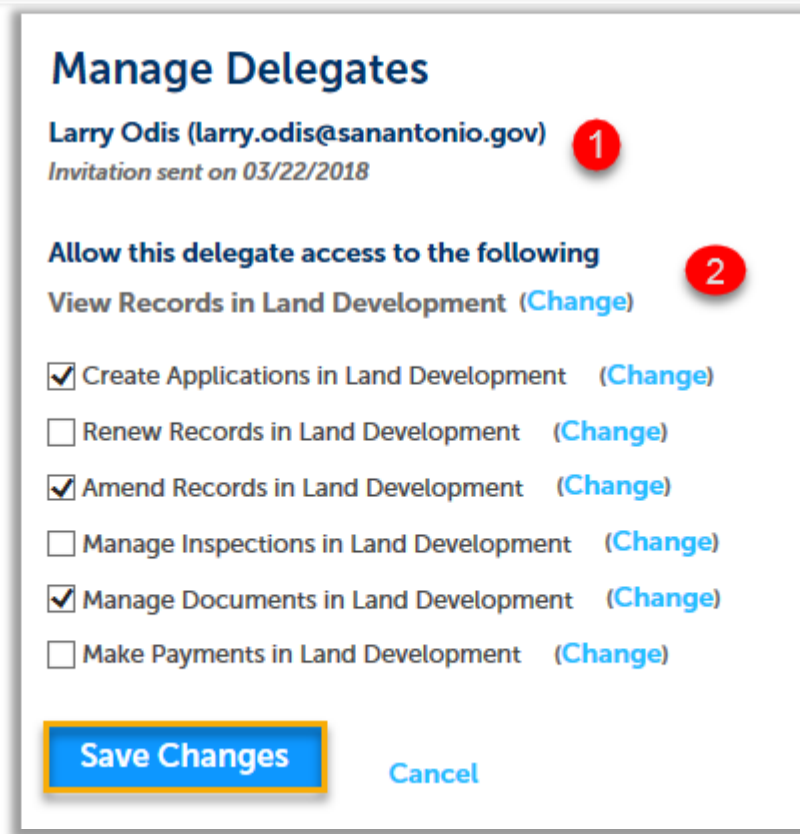 Manage Delegates
Larry Odis (larry.odis@sanantonio.gov) 1
Invitation sent on 03/22/2018
Allow this delegate access to the following 2
View Records in Land Development (Change)
Create Applications in Land Development (Change)
Renew Records in Land Development (Change)
Amend Records in Land Development (Change)
Manage Inspections in Land Development (Change)
Manage Documents in Land Development (Change)
Make Payments in Land Development (Change)
Save Changes Cancel